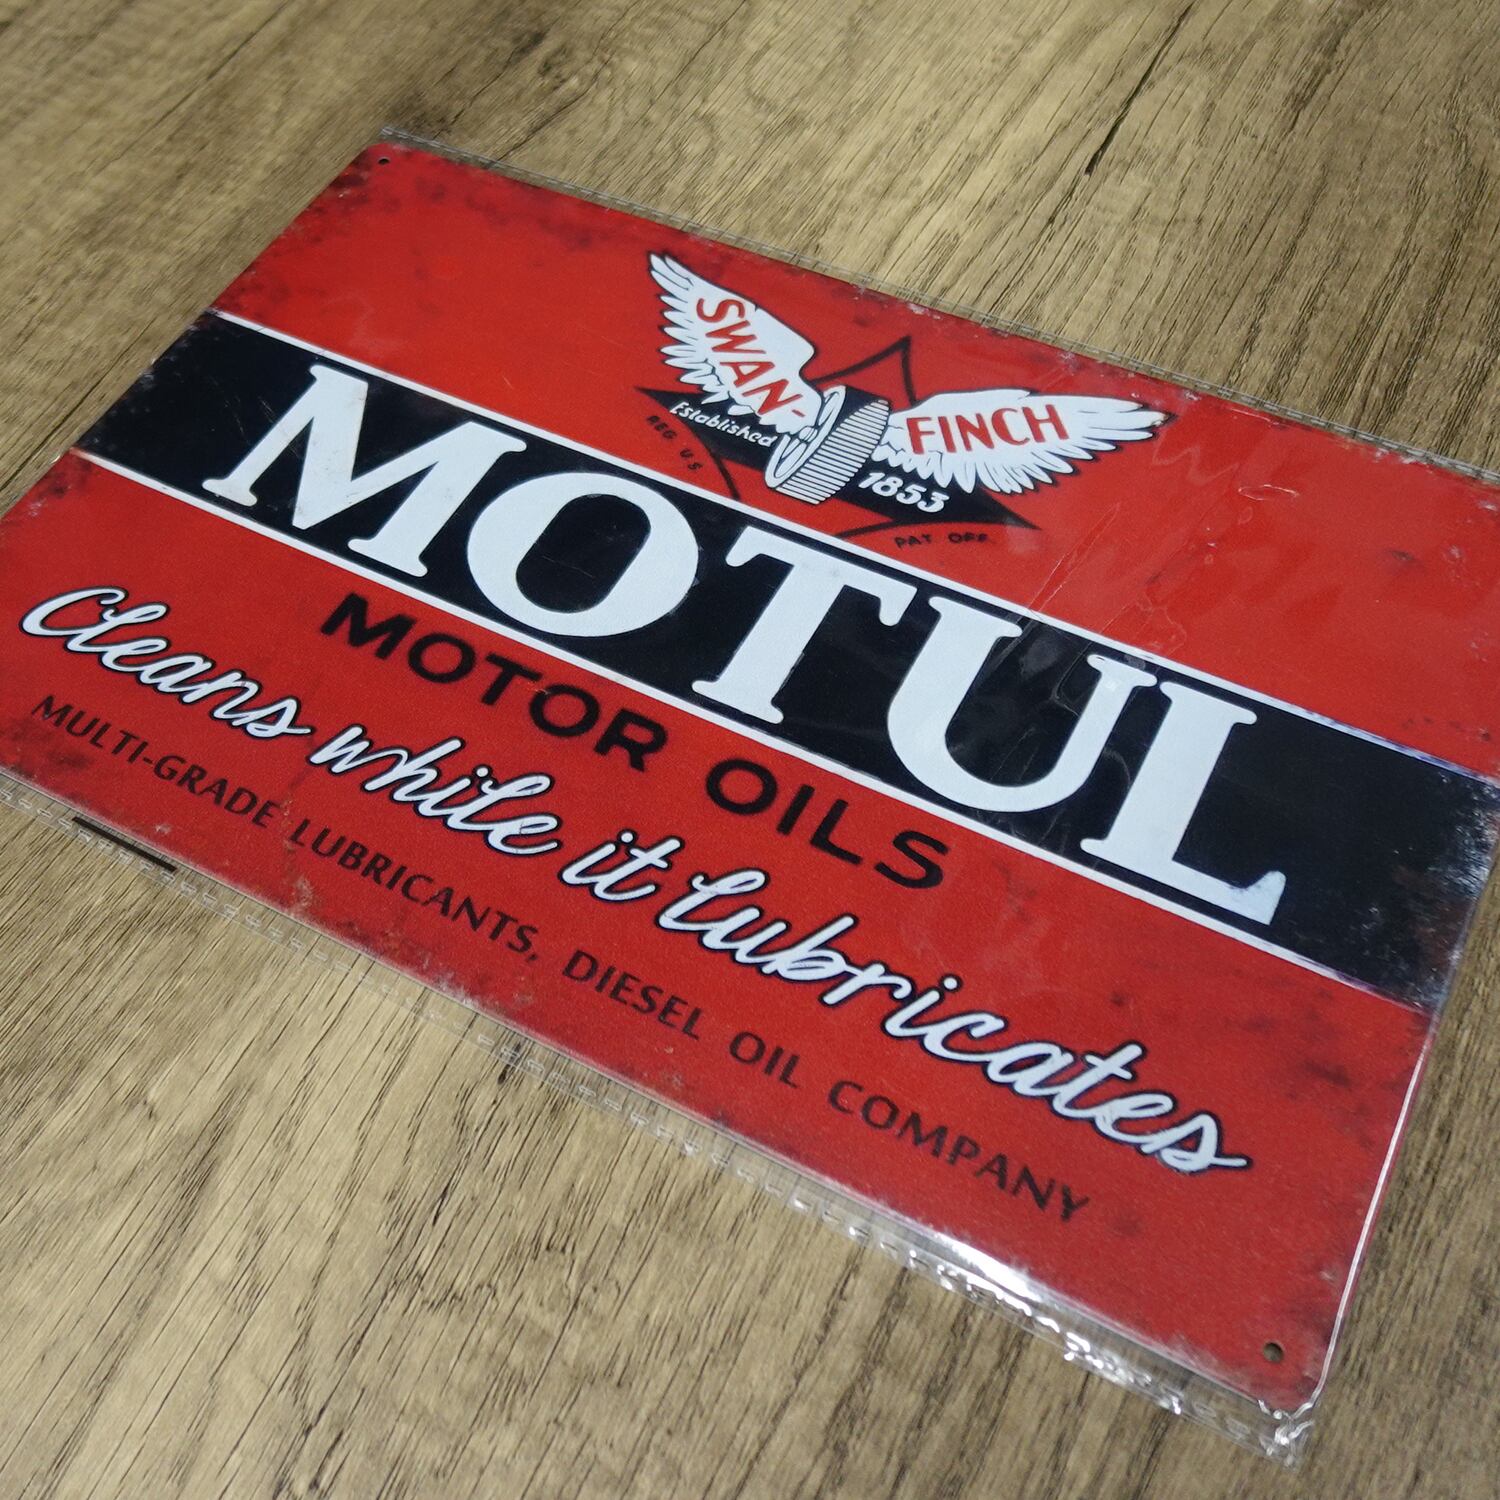 SWAN-FINCH
Established 1853
REG U.S. PAT OFF.
MOTUL
MOTOR OILS
Cleans while it lubricates
MULTI-GRADE LUBRICANTS, DIESEL OIL COMPANY